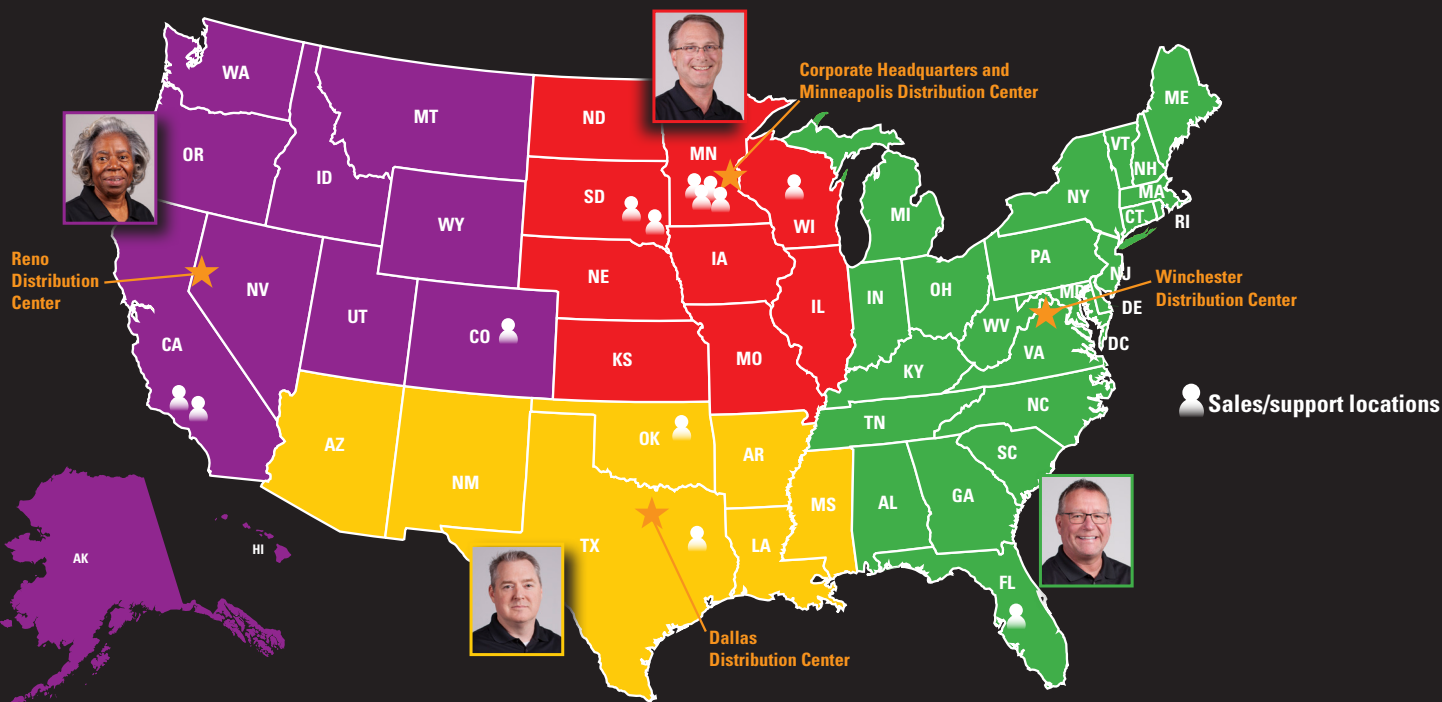 Corporate Headquarters and
Minneapolis Distribution Center
WA
MT
ND
MN
ME
OR
ID
SD
WI
MI
VT
NH
NY
MA
CT
RI
WY
Reno
Distribution
Center
NV
NE
IA
PA
NJ
Winchester
Distribution Center
UT
CO
IL
IN
OH
MD
DE
WV
DC
CA
KS
MO
VA
KY
Sales/support locations
NC
TN
AZ
OK
AR
SC
NM
MS
AL
GA
TX
LA
AK
HI
FL
Dallas
Distribution Center